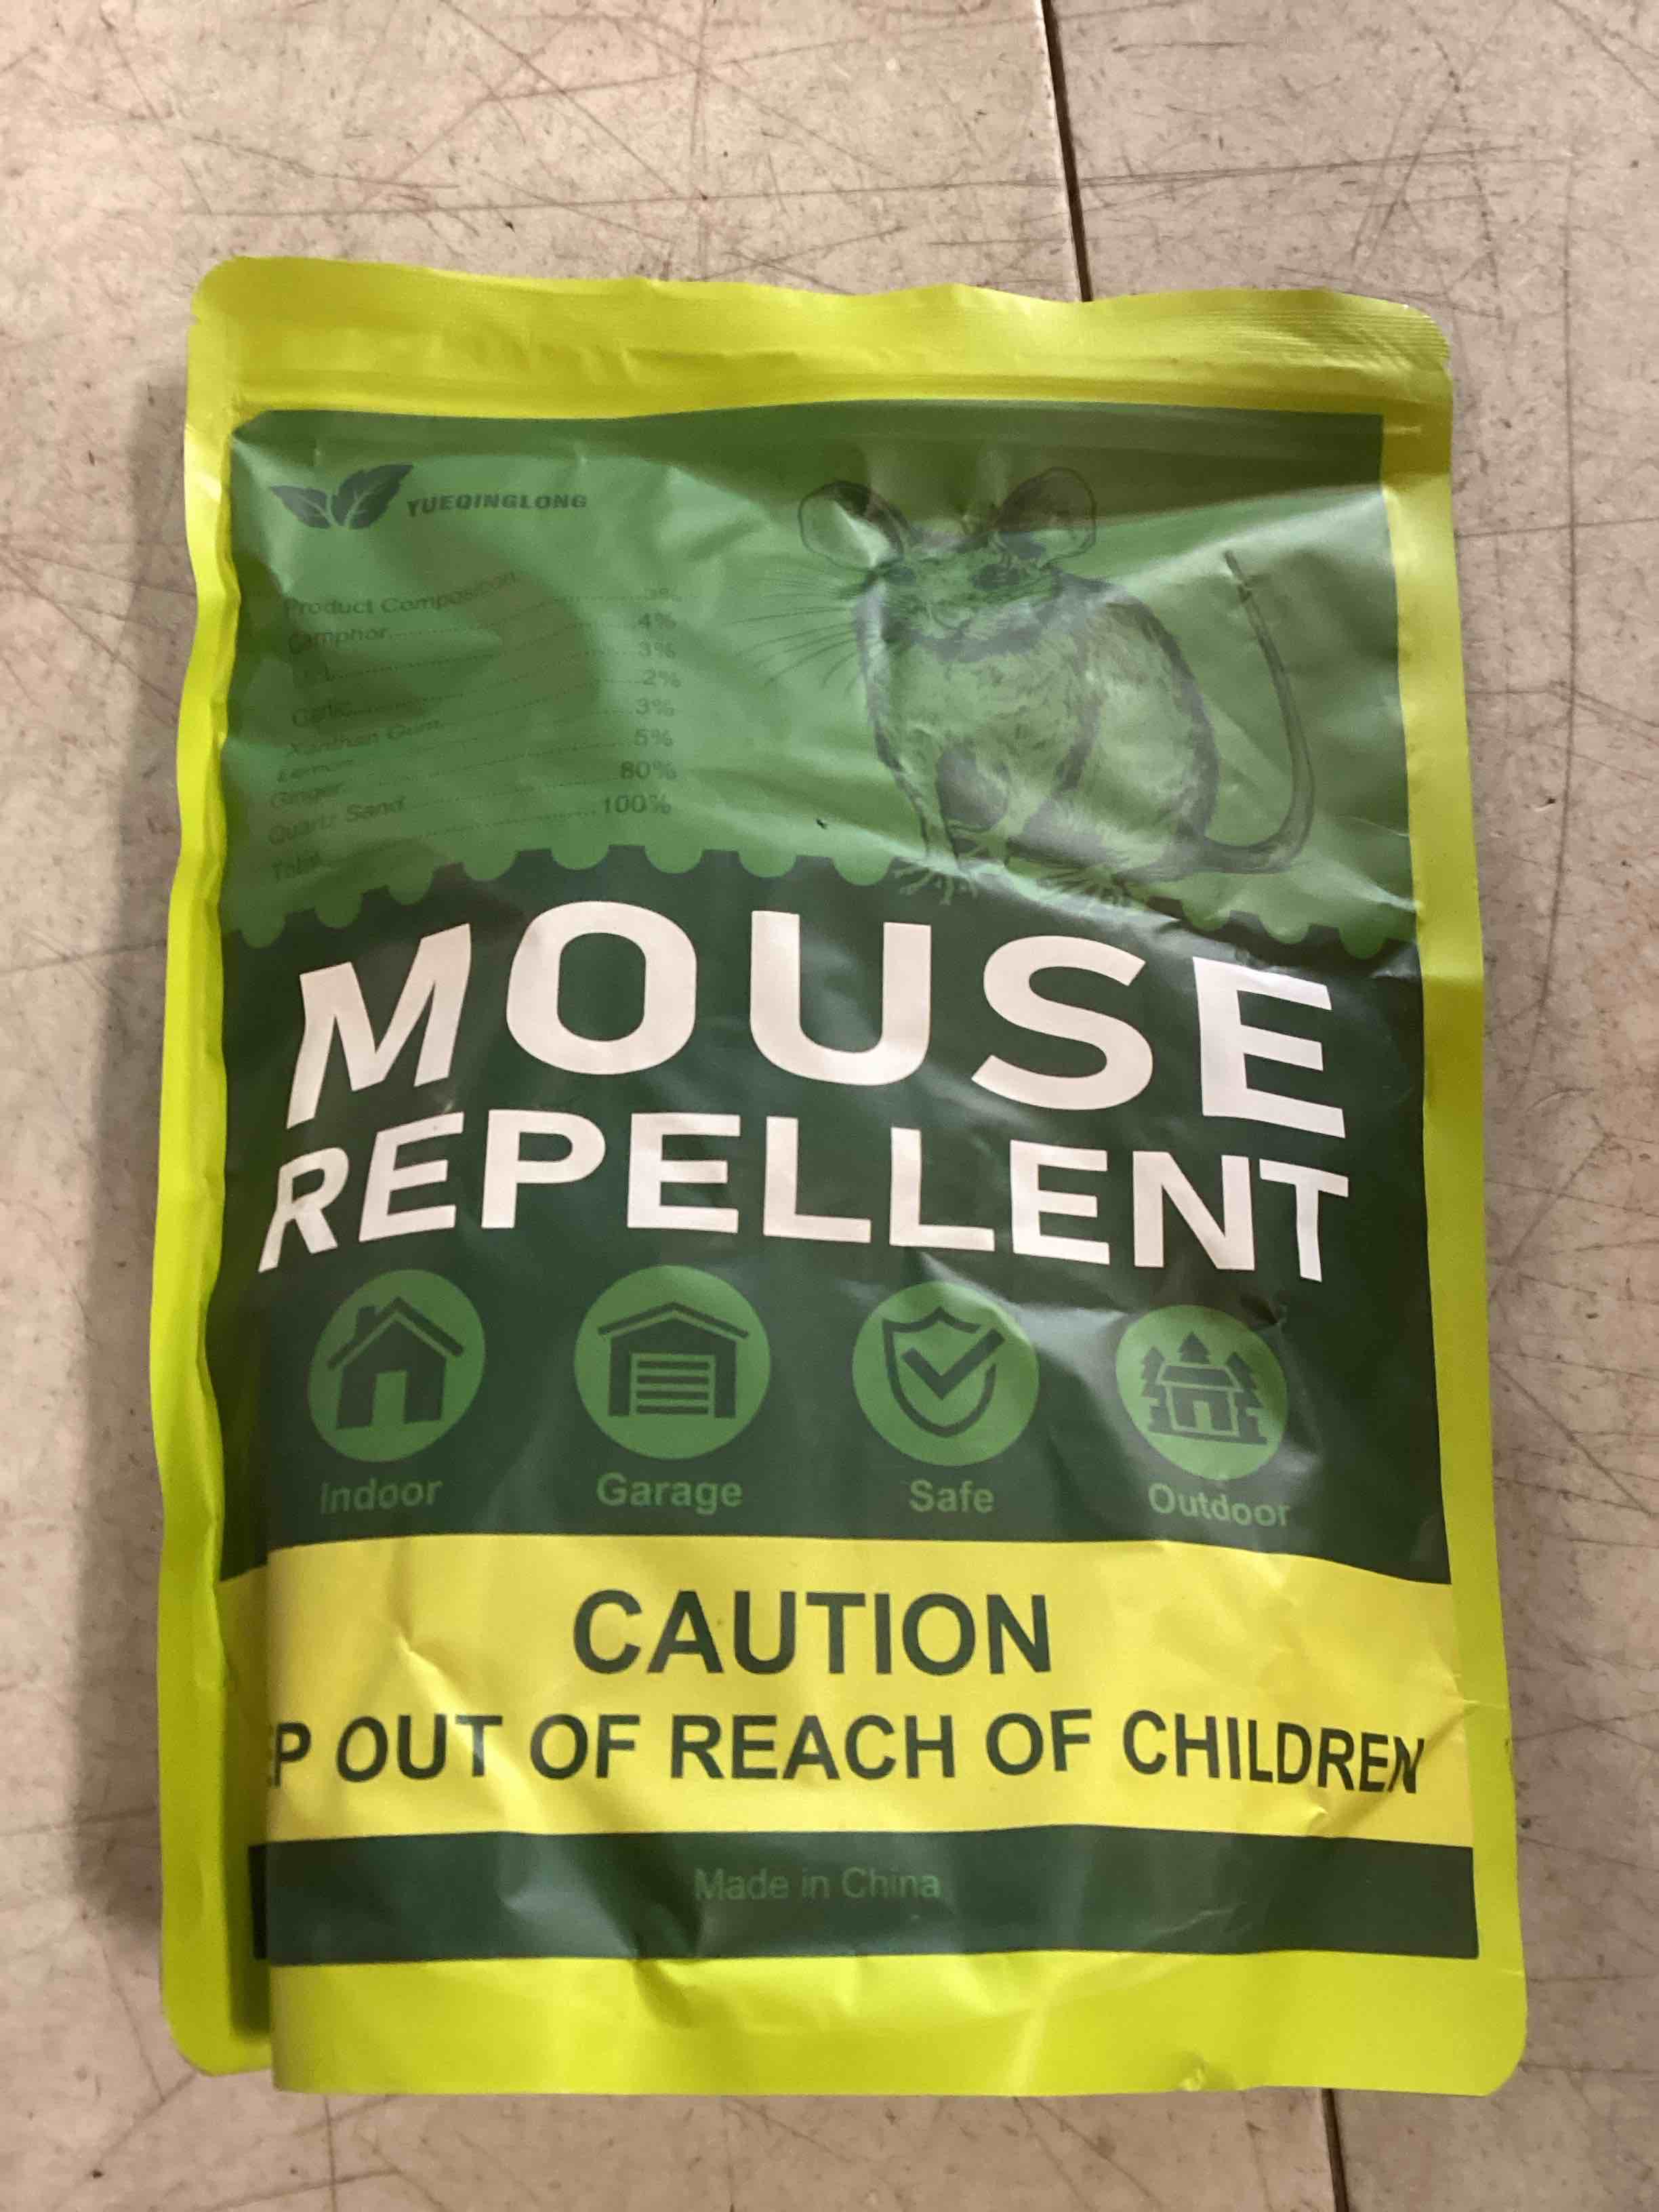 YUEQINGLONG
Product Composition
Camphor 3%
4%
Garlic 3%
Xanthan Gum 2%
Lemon 3%
Ginger 5%
Quartz Sand 80%
Total 100%
MOUSE
REPELLENT
Indoor Garage Safe Outdoor
CAUTION
EP OUT OF REACH OF CHILDREN
Made in China